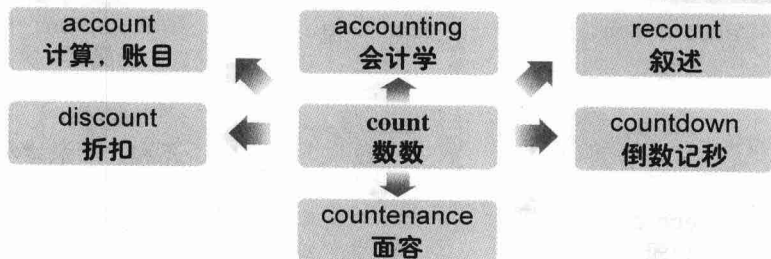 account
计算，账目
accounting
会计学
recount
叙述
discount
折扣
count
数数
countdown
倒数记秒
countenance
面容